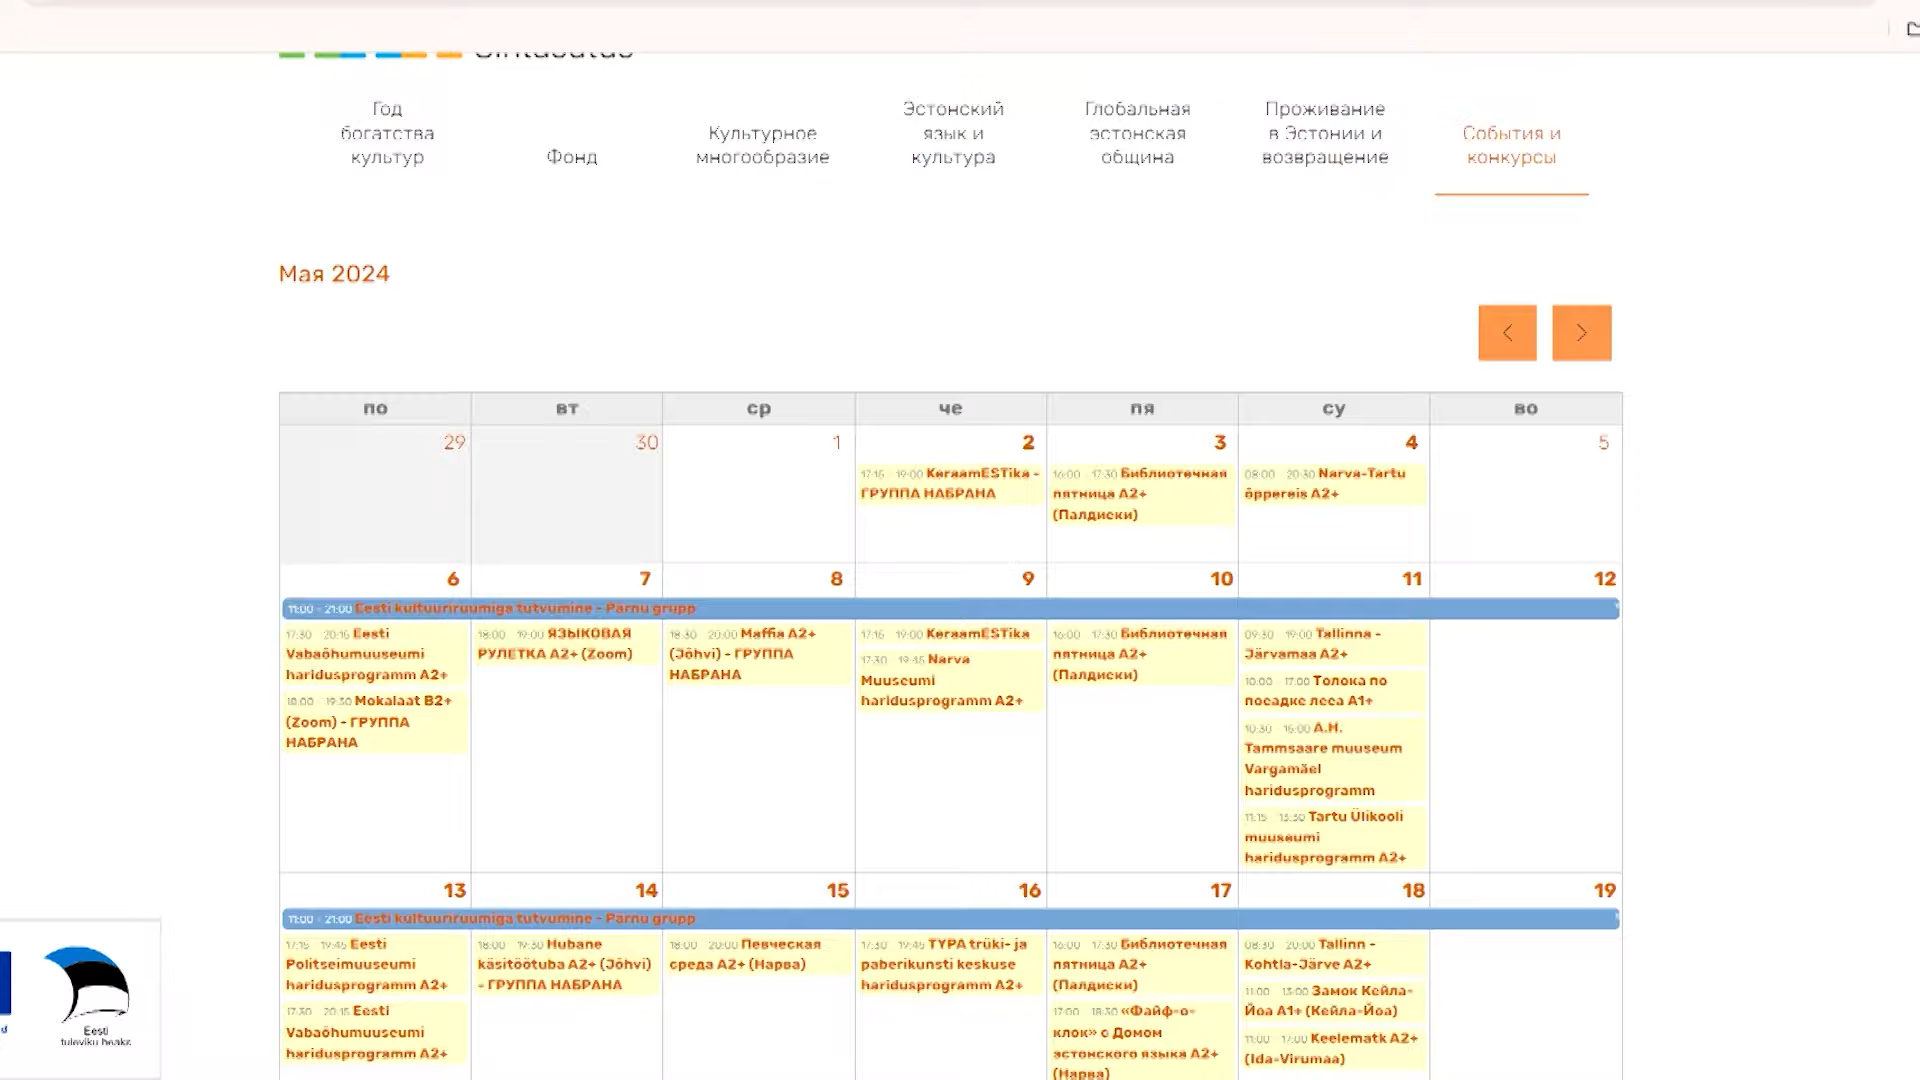 Год
богатства
культур
Фонд
Культурное
многообразие
Эстонский
язык и
культура
Глобальная
эстонская
община
Проживание
в Эстонии и
возвращение
События и
конкурсы
Мая 2024
по вт ср че пя су во
29 30 1 2 3 4 5
17:15 - 19:00 KeraamESTika -
ГРУППА НАБРАНА
16:00 - 17:30 Библиотечная
пятница A2+
(Палдиски)
08:00 - 20:30 Narva-Tartu
õppereis A2+
6 7 8 9 10 11 12
11:00 - 21:00 Eesti kultuuriruumiga tutvumine - Pärnu grupp
17:30 - 20:15 Eesti
Vabaõhumuuseumi
haridusprogramm A2+
18:00 - 19:30 Mokalaat B2+
(Zoom) - ГРУППА
НАБРАНА
18:00 - 19:00 ЯЗЫКОВАЯ
РУЛЕТКА A2+ (Zoom)
18:30 - 20:00 Maffia A2+
(Jõhvi) - ГРУППА
НАБРАНА
17:15 - 19:00 KeraamESTika
17:30 - 19:45 Narva
Muuseumi
haridusprogramm A2+
16:00 - 17:30 Библиотечная
пятница A2+
(Палдиски)
09:30 - 19:00 Tallinna -
Järvamaa A2+
10:00 - 17:00 Толока по
посадке леса A1+
10:30 - 15:00 A.H.
Tammsaare muuseum
Vargamäel
haridusprogramm
11:15 - 13:30 Tartu Ülikooli
muuseumi
haridusprogramm A2+
13 14 15 16 17 18 19
11:00 - 21:00 Eesti kultuuriruumiga tutvumine - Pärnu grupp
17:15 - 19:45 Eesti
Politseimuuseumi
haridusprogramm A2+
17:30 - 20:15 Eesti
Vabaõhumuuseumi
haridusprogramm A2+
18:00 - 19:30 Hubane
käsitöötuba A2+ (Jõhvi)
- ГРУППА НАБРАНА
18:00 - 20:00 Певческая
среда A2+ (Нарва)
17:30 - 19:45 TYPA trüki- ja
paberikunsti keskuse
haridusprogramm A2+
16:00 - 17:30 Библиотечная
пятница A2+
(Палдиски)
17:00 - 18:30 «Файф-о-
клок» с Домом
эстонского языка A2+
(Нарва)
08:30 - 20:00 Tallinn -
Kohtla-Järve A2+
11:00 - 13:00 Замок Кейла-
Йоа A1+ (Кейла-Йоа)
11:00 - 17:00 Keelematk A2+
(Ida-Virumaa)
Eesti
tuleviku heaks